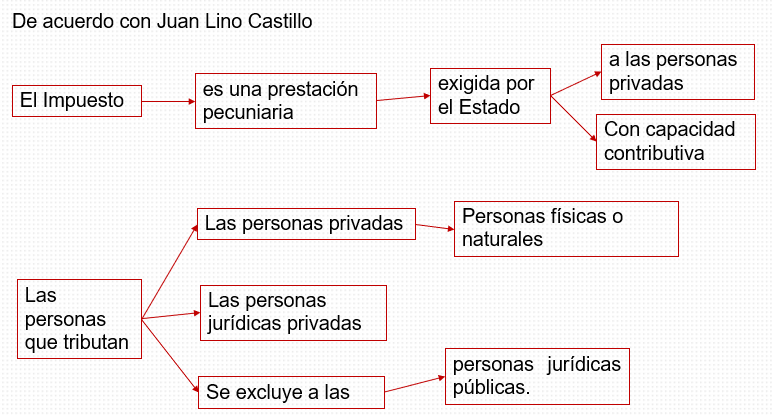 De acuerdo con Juan Lino Castillo
El Impuesto
es una prestación
pecuniaria
exigida por
el Estado
a las personas
privadas
Con capacidad
contributiva
Las
personas
que tributan
Las personas privadas
Personas físicas o
naturales
Las personas
jurídicas privadas
Se excluye a las
personas jurídicas
públicas.